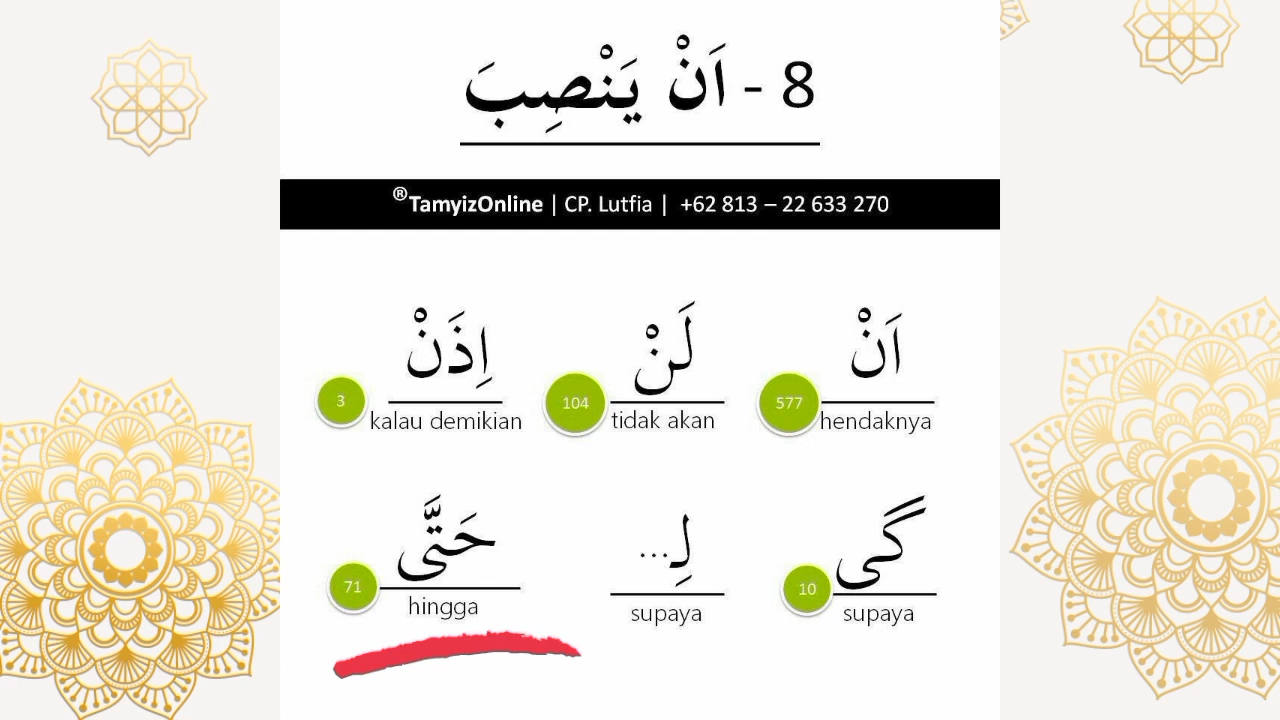 8 - اَنْ يَنْصِبَ
®TamyizOnline | CP. Lutfia | +62 813 – 22 633 270
اَنْ لَنْ اِذَنْ
577 104 3
hendaknya tidak akan kalau demikian
كَي لِـ... حَتَّى
10 71
supaya supaya hingga